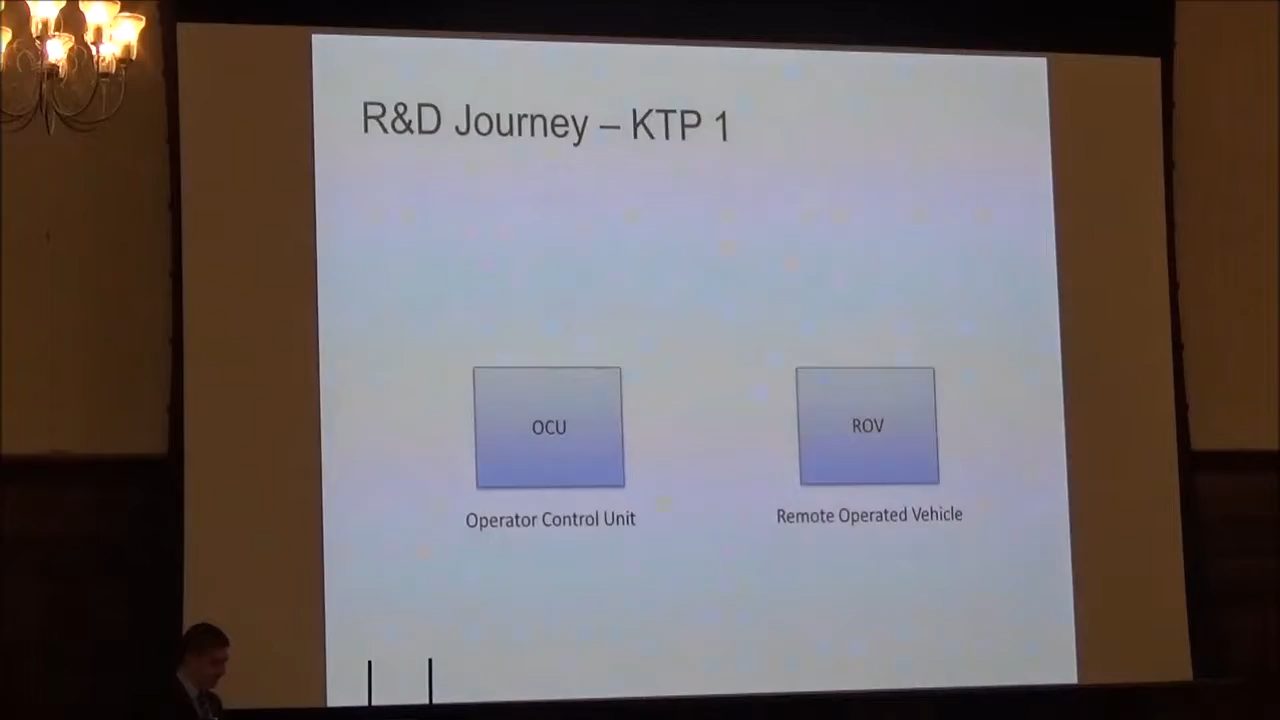 R&D Journey – KTP 1
OCU
ROV
Operator Control Unit
Remote Operated Vehicle